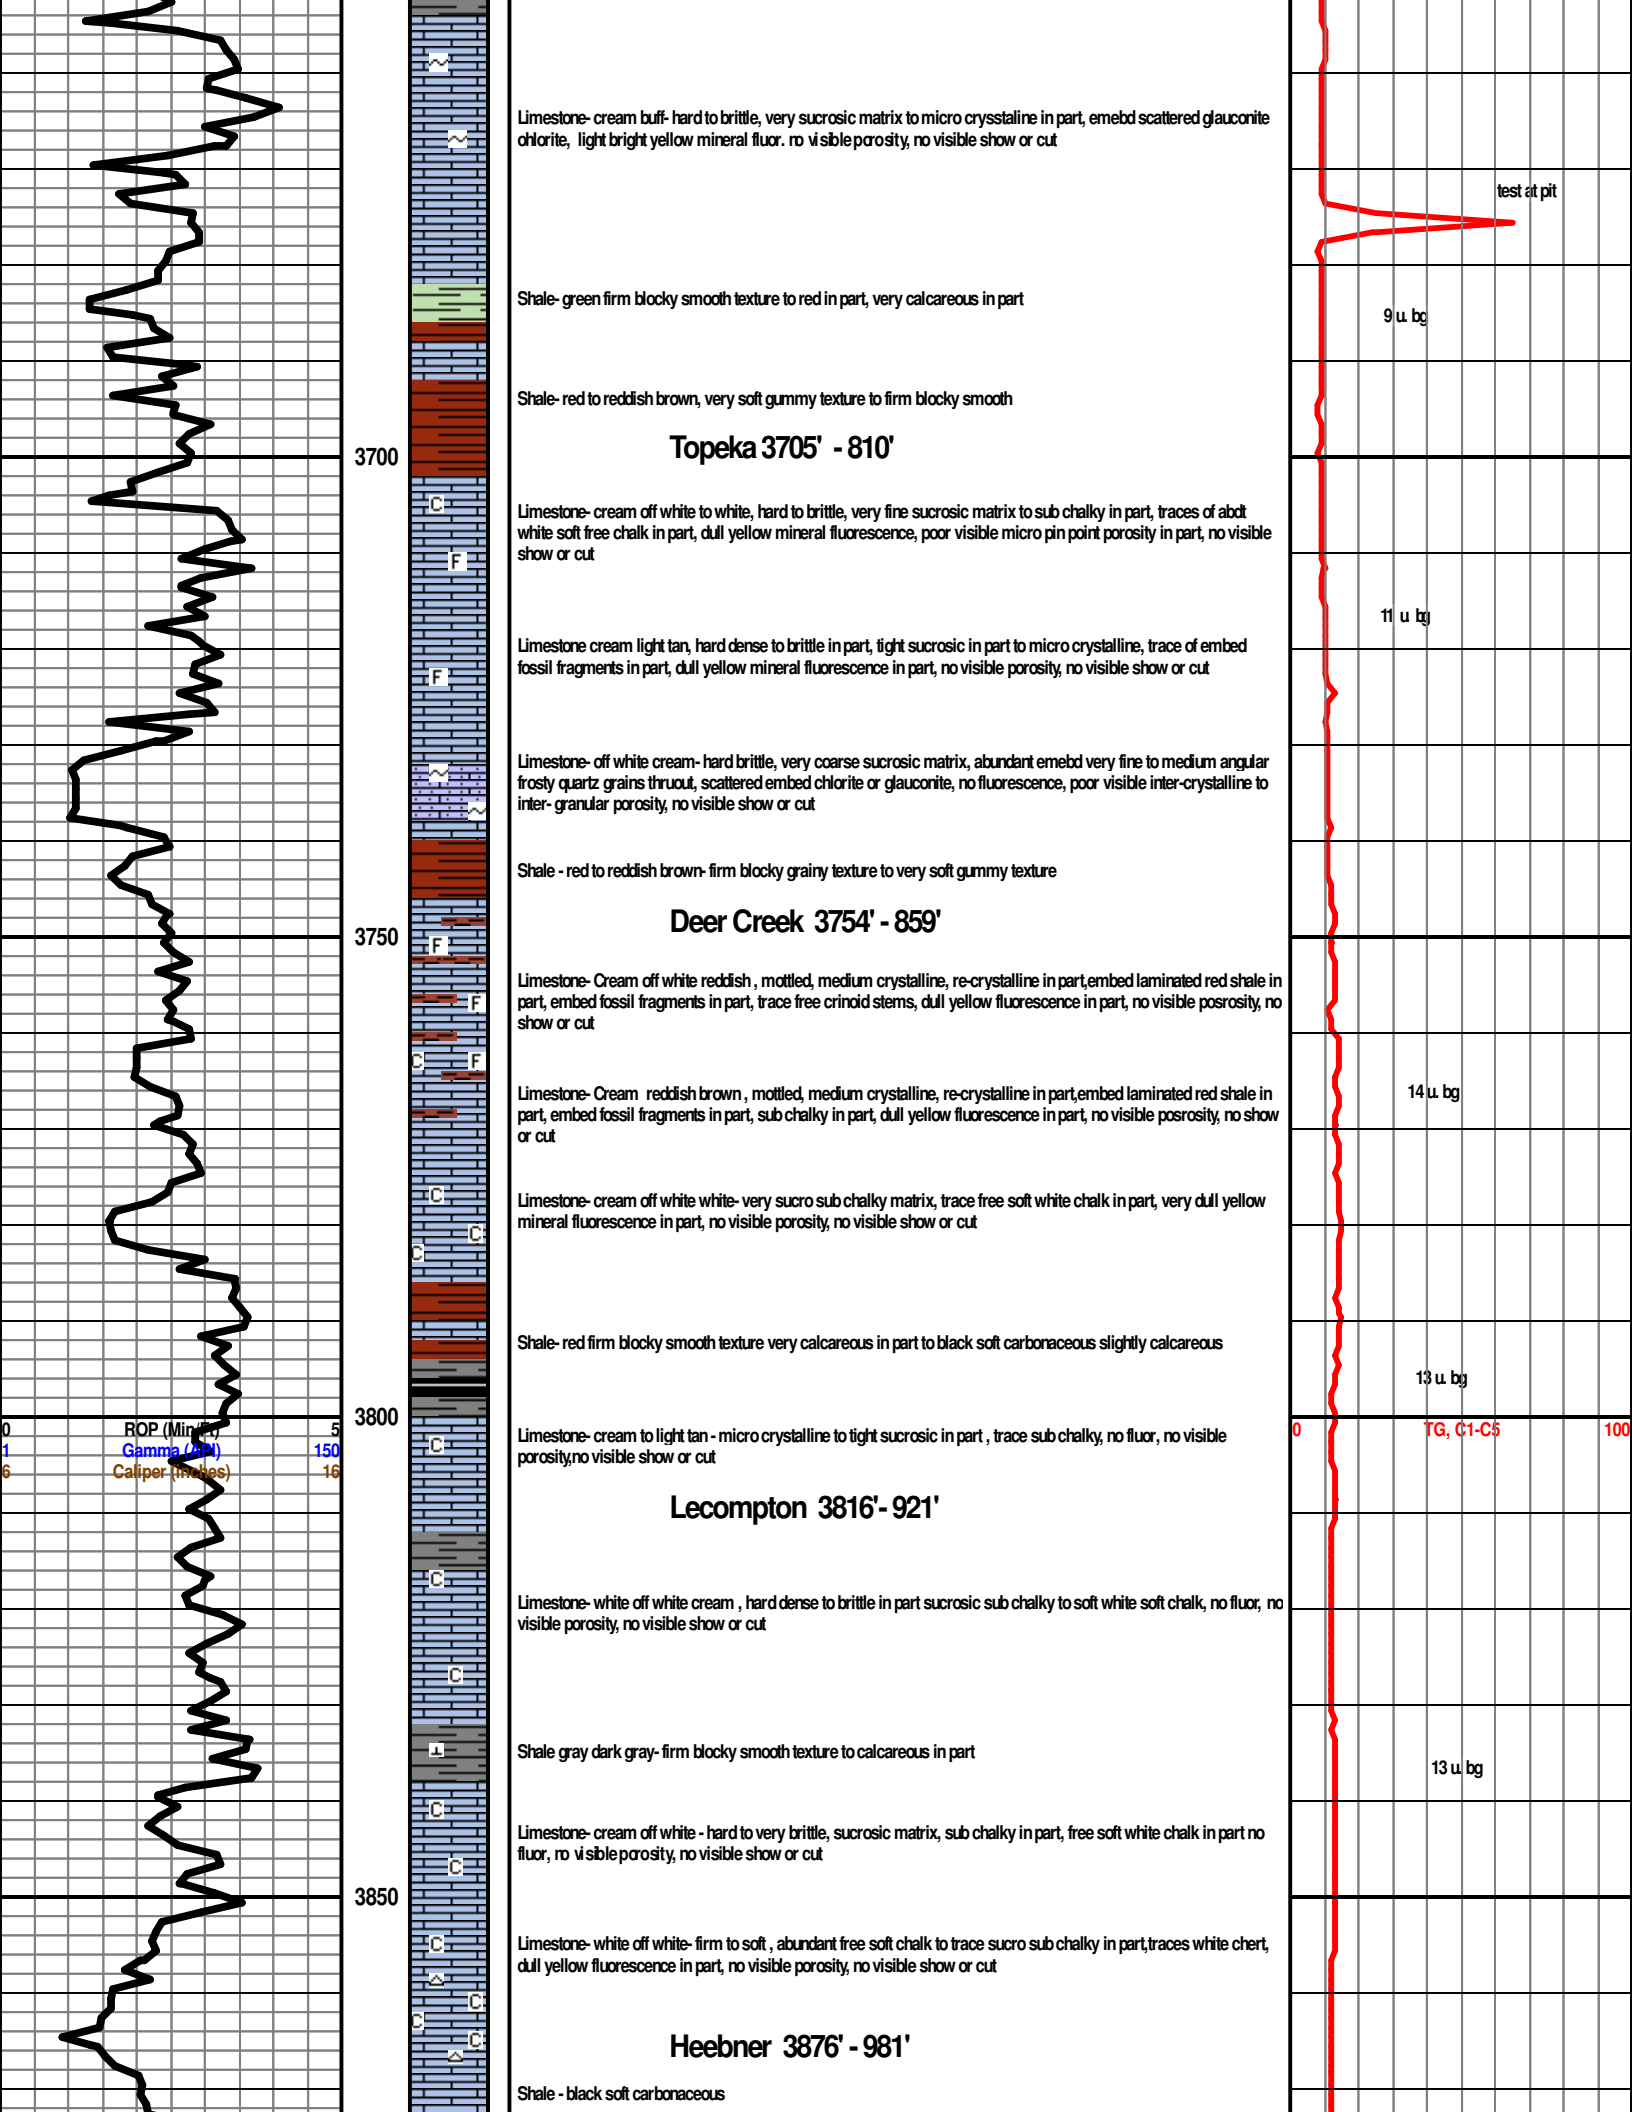 Limestone- cream buff- hard to brittle, very sucrosic matrix to micro crysstaline in part, emebd scattered glauconite
ohlorite, light bright yellow mineral fluor. no visible porosity, no visible show or cut
test at pit
Shale- green firm blocky smooth texture to red in part, very calcareous in part
9 u. bg
Shale- red to reddish brown, very soft gummy texture to firm blocky smooth
Topeka 3705' - 810'
3700
C
Limestone- cream off white to white, hard to brittle, very fine sucrosic matrix to sub chalky in part, traces of abdt
white soft free chalk in part, dull yellow mineral fluorescence, poor visible micro pin point porosity in part, no visible
show or cut
F
11 u. bg
Limestone cream light tan, hard dense to brittle in part, tight sucrosic in part to micro crystalline, trace of embed
fossil fragments in part, dull yellow mineral fluorescence in part, no visible porosity, no visible show or cut
F
Limestone- off white cream- hard brittle, very coarse sucrosic matrix, abundant emebd very fine to medium angular
frosty quartz grains thruout, scattered embed chlorite or glauconite, no fluorescence, poor visible inter-crystalline to
inter- granular porosity, no visible show or cut
Shale - red to reddish brown- firm blocky grainy texture to very soft gummy texture
Deer Creek 3754' - 859'
3750
F
Limestone- Cream off white reddish , mottled, medium crystalline, re-crystalline in part,embed laminated red shale in
part, embed fossil fragments in part, trace free crinoid stems, dull yellow fluorescence in part, no visible posrosity, no
show or cut
F
C F
Limestone- Cream reddish brown , mottled, medium crystalline, re-crystalline in part,embed laminated red shale in
part, embed fossil fragments in part, sub chalky in part, dull yellow fluorescence in part, no visible posrosity, no show
or cut
14 u. bg
C
Limestone- cream off white white- very sucro sub chalky matrix, trace free soft white chalk in part, very dull yellow
mineral fluorescence in part, no visible porosity, no visible show or cut
C
C
Shale- red firm blocky smooth texture very calcareous in part to black soft carbonaceous slightly calcareous
13 u. bg
3800
0 ROP (Min/Ft) 5
1 Gamma (API) 150
6 Caliper (inches) 16
C
Limestone- cream to light tan - micro crystalline to tight sucrosic in part , trace sub chalky, no fluor, no visible
porosity,no visible show or cut
0 TG, C1-C5 100
Lecompton 3816'- 921'
C
Limestone- white off white cream , hard dense to brittle in part sucrosic sub chalky to soft white soft chalk, no fluor, no
visible porosity, no visible show or cut
C
Shale gray dark gray- firm blocky smooth texture to calcareous in part
13 u. bg
C
Limestone- cream off white - hard to very brittle, sucrosic matrix, sub chalky in part, free soft white chalk in part no
fluor, no visible porosity, no visible show or cut
C
3850
C
Limestone- white off white- firm to soft , abundant free soft chalk to trace sucro sub chalky in part,traces white chert,
dull yellow fluorescence in part, no visible porosity, no visible show or cut
C
C
C
Heebner 3876' - 981'
Shale - black soft carbonaceous